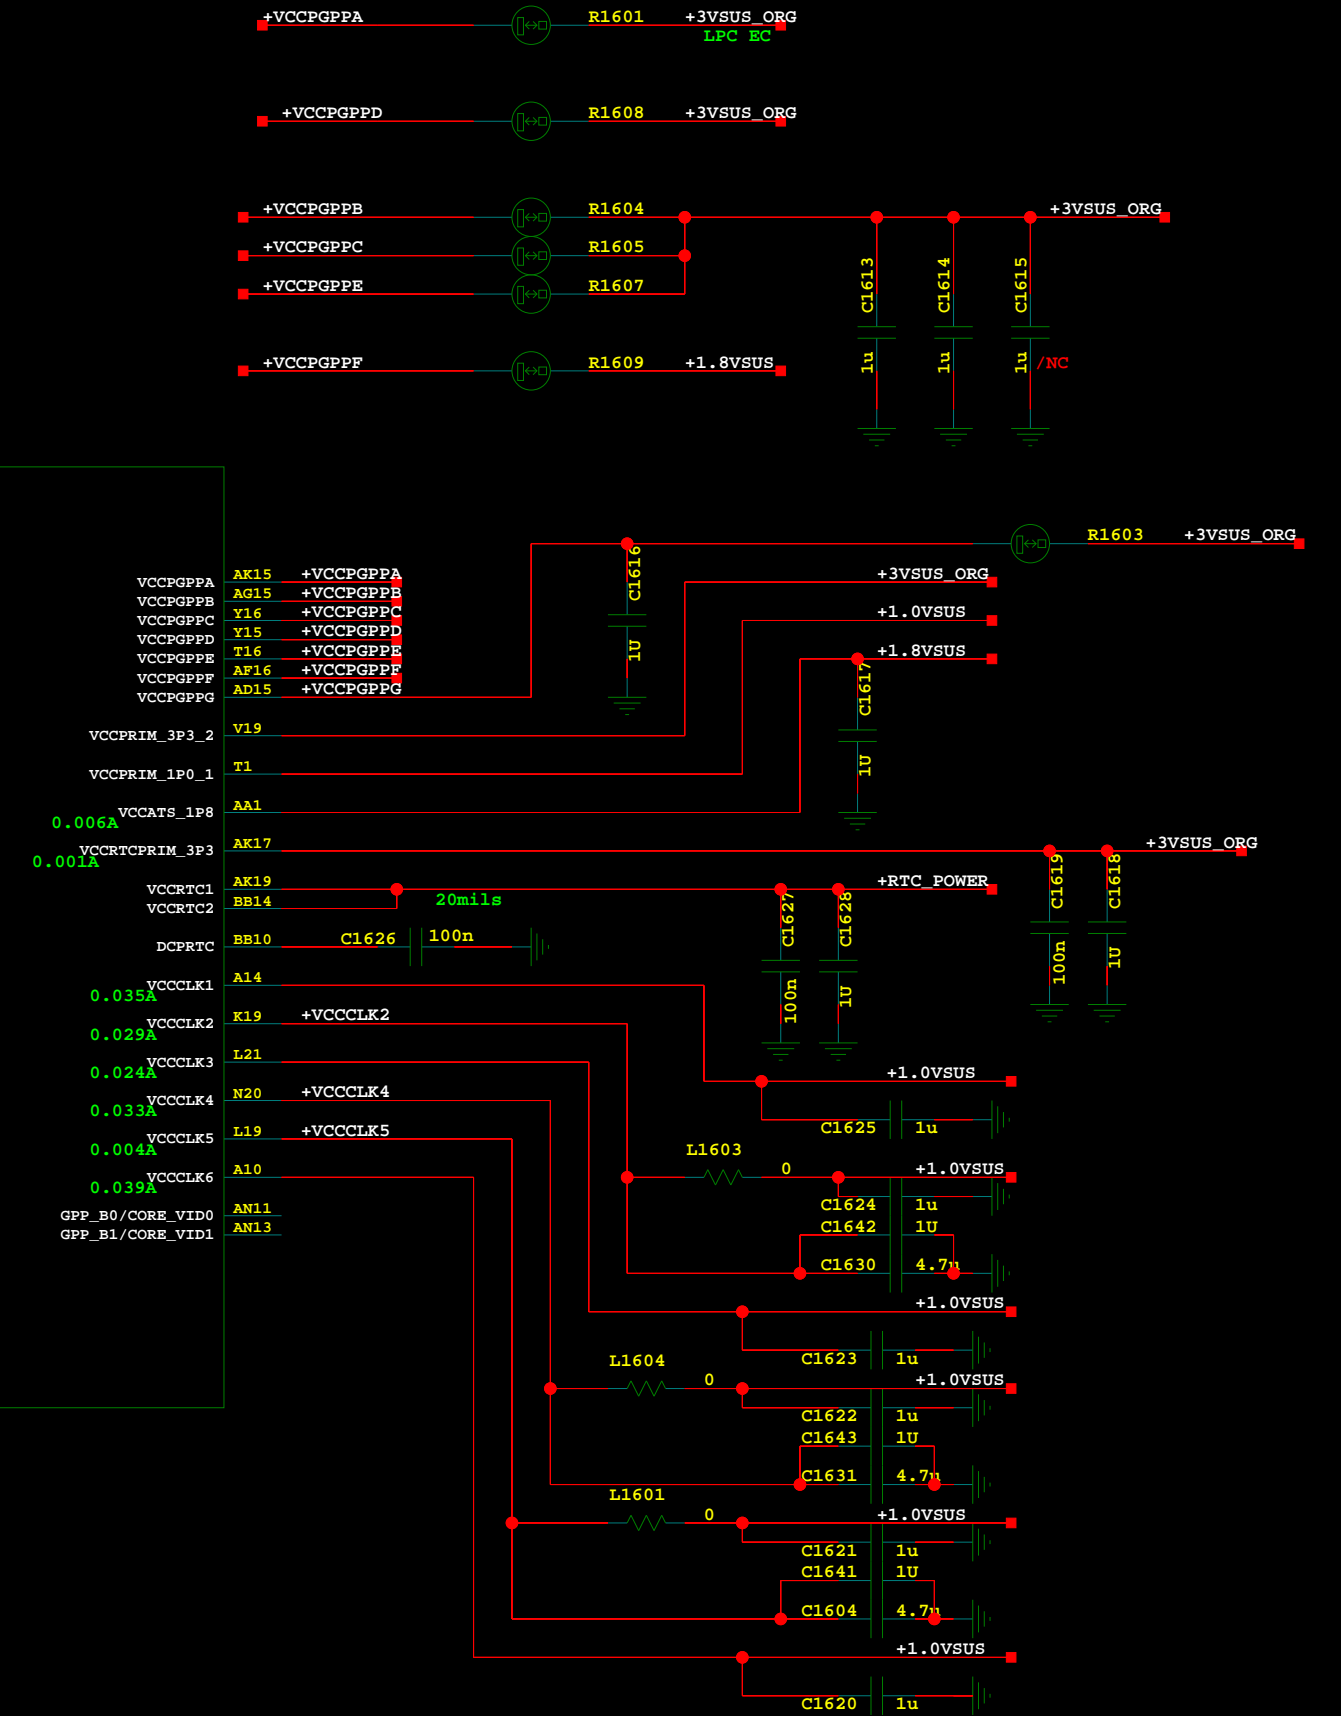 +VCCPGPPA R1601 +3VSUS_ORG
LPC EC
+VCCPGPPD R1608 +3VSUS_ORG
+VCCPGPPB R1604 +3VSUS_ORG
+VCCPGPPC R1605
+VCCPGPPE R1607
C1613 1u
C1614 1u
C1615 1u /NC
+VCCPGPPF R1609 +1.8VSUS
R1603 +3VSUS_ORG
C1616 1U
VCCPGPPA AK15 +VCCPGPPA +3VSUS_ORG
VCCPGPPB AG15 +VCCPGPPB
VCCPGPPC Y16 +VCCPGPPC +1.0VSUS
VCCPGPPD Y15 +VCCPGPPD
VCCPGPPE T16 +VCCPGPPE +1.8VSUS
VCCPGPPF AF16 +VCCPGPPF
VCCPGPPG AD15 +VCCPGPPG
C1617 1U
VCCPRIM_3P3_2 V19
VCCPRIM_1P0_1 T1
VCCATS_1P8 AA1
0.006A
VCCRTCPRIM_3P3 AK17 +3VSUS_ORG
0.001A
C1619 100n
C1618 1U
VCCRTC1 AK19 +RTC_POWER
VCCRTC2 BB14 20mils
C1627 100n
C1628 1U
DCPRTC BB10 C1626 100n
VCCCLK1 A14
0.035A
VCCCLK2 K19 +VCCCLK2
0.029A
VCCCLK3 L21
0.024A
+1.0VSUS
VCCCLK4 N20 +VCCCLK4
0.033A
C1625 1u
VCCCLK5 L19 +VCCCLK5
0.004A
VCCCLK6 A10
0.039A
L1603 0 +1.0VSUS
C1624 1u
GPP_B0/CORE_VID0 AN11
GPP_B1/CORE_VID1 AN13
C1642 1U
C1630 4.7u
+1.0VSUS
C1623 1u
L1604 0 +1.0VSUS
C1622 1u
C1643 1U
C1631 4.7u
L1601 0 +1.0VSUS
C1621 1u
C1641 1U
C1604 4.7u
+1.0VSUS
C1620 1u